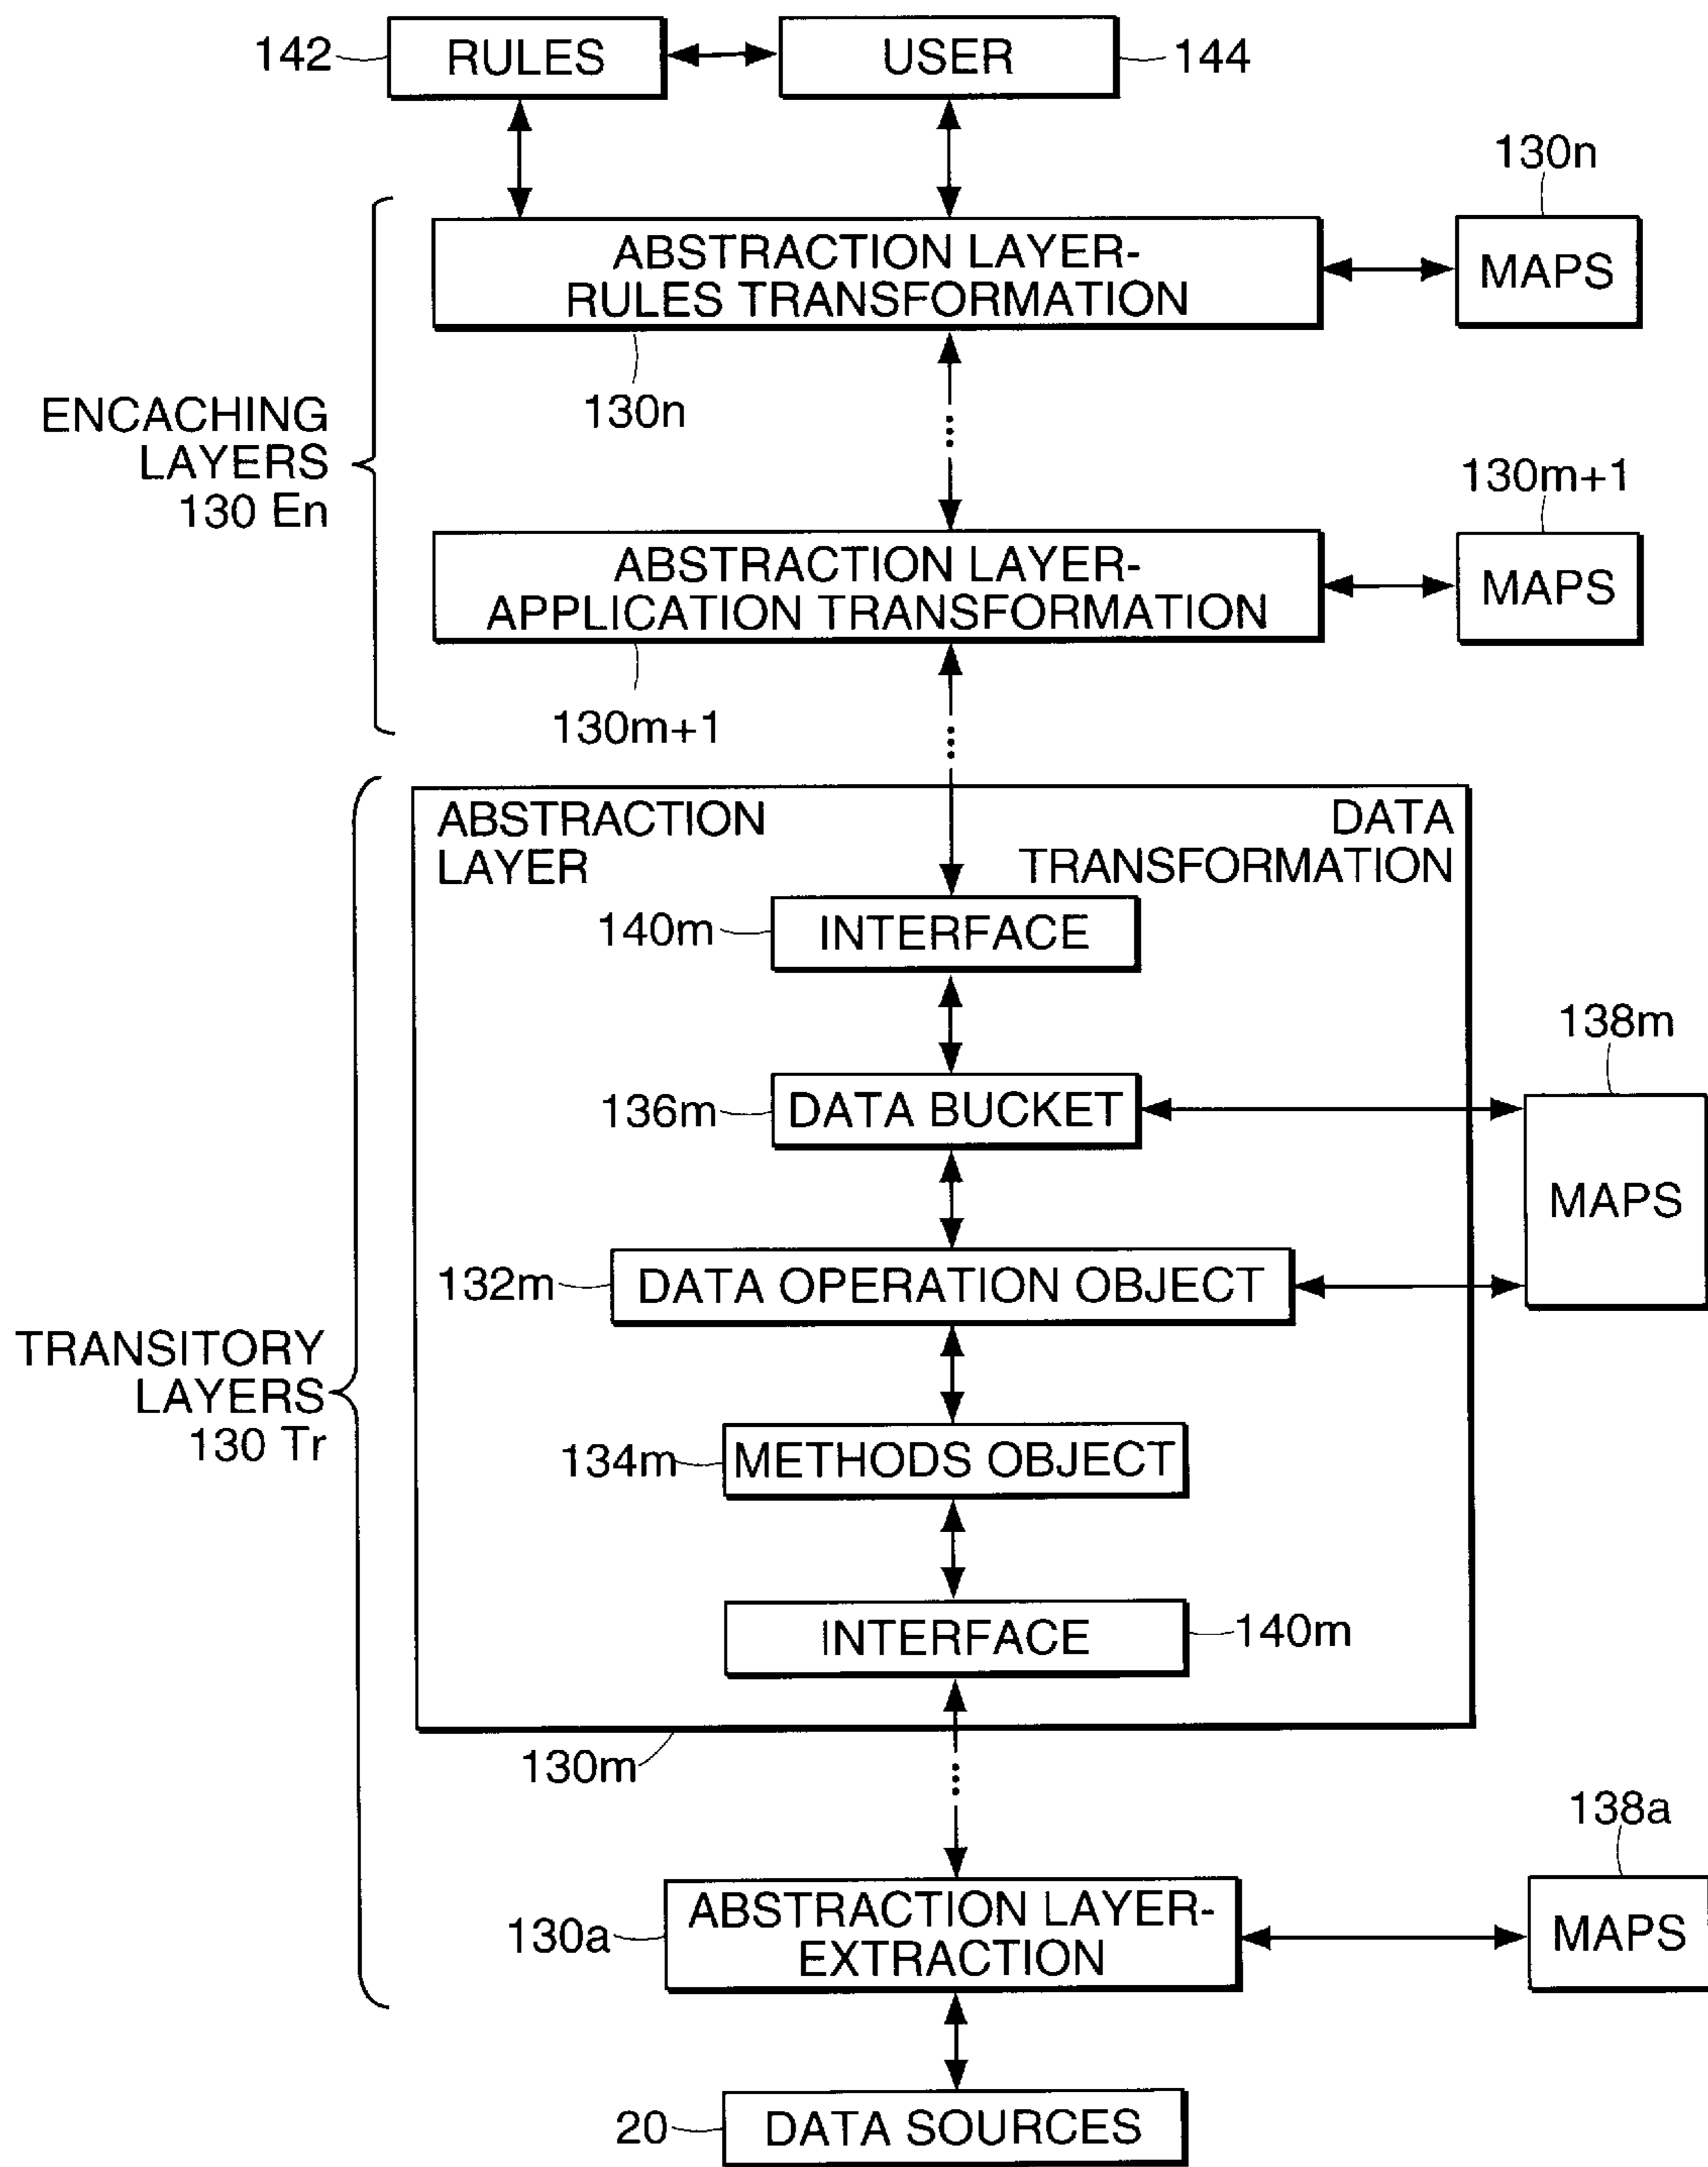 142
RULES
USER
144
130n
ABSTRACTION LAYER-
RULES TRANSFORMATION
MAPS
130n
ENCACHING
LAYERS
130 En
130m+1
ABSTRACTION LAYER-
APPLICATION TRANSFORMATION
MAPS
130m+1
ABSTRACTION
LAYER
DATA
TRANSFORMATION
140m
INTERFACE
138m
136m
DATA BUCKET
MAPS
132m
DATA OPERATION OBJECT
TRANSITORY
LAYERS
130 Tr
134m
METHODS OBJECT
INTERFACE
140m
130m
138a
130a
ABSTRACTION LAYER-
EXTRACTION
MAPS
20
DATA SOURCES